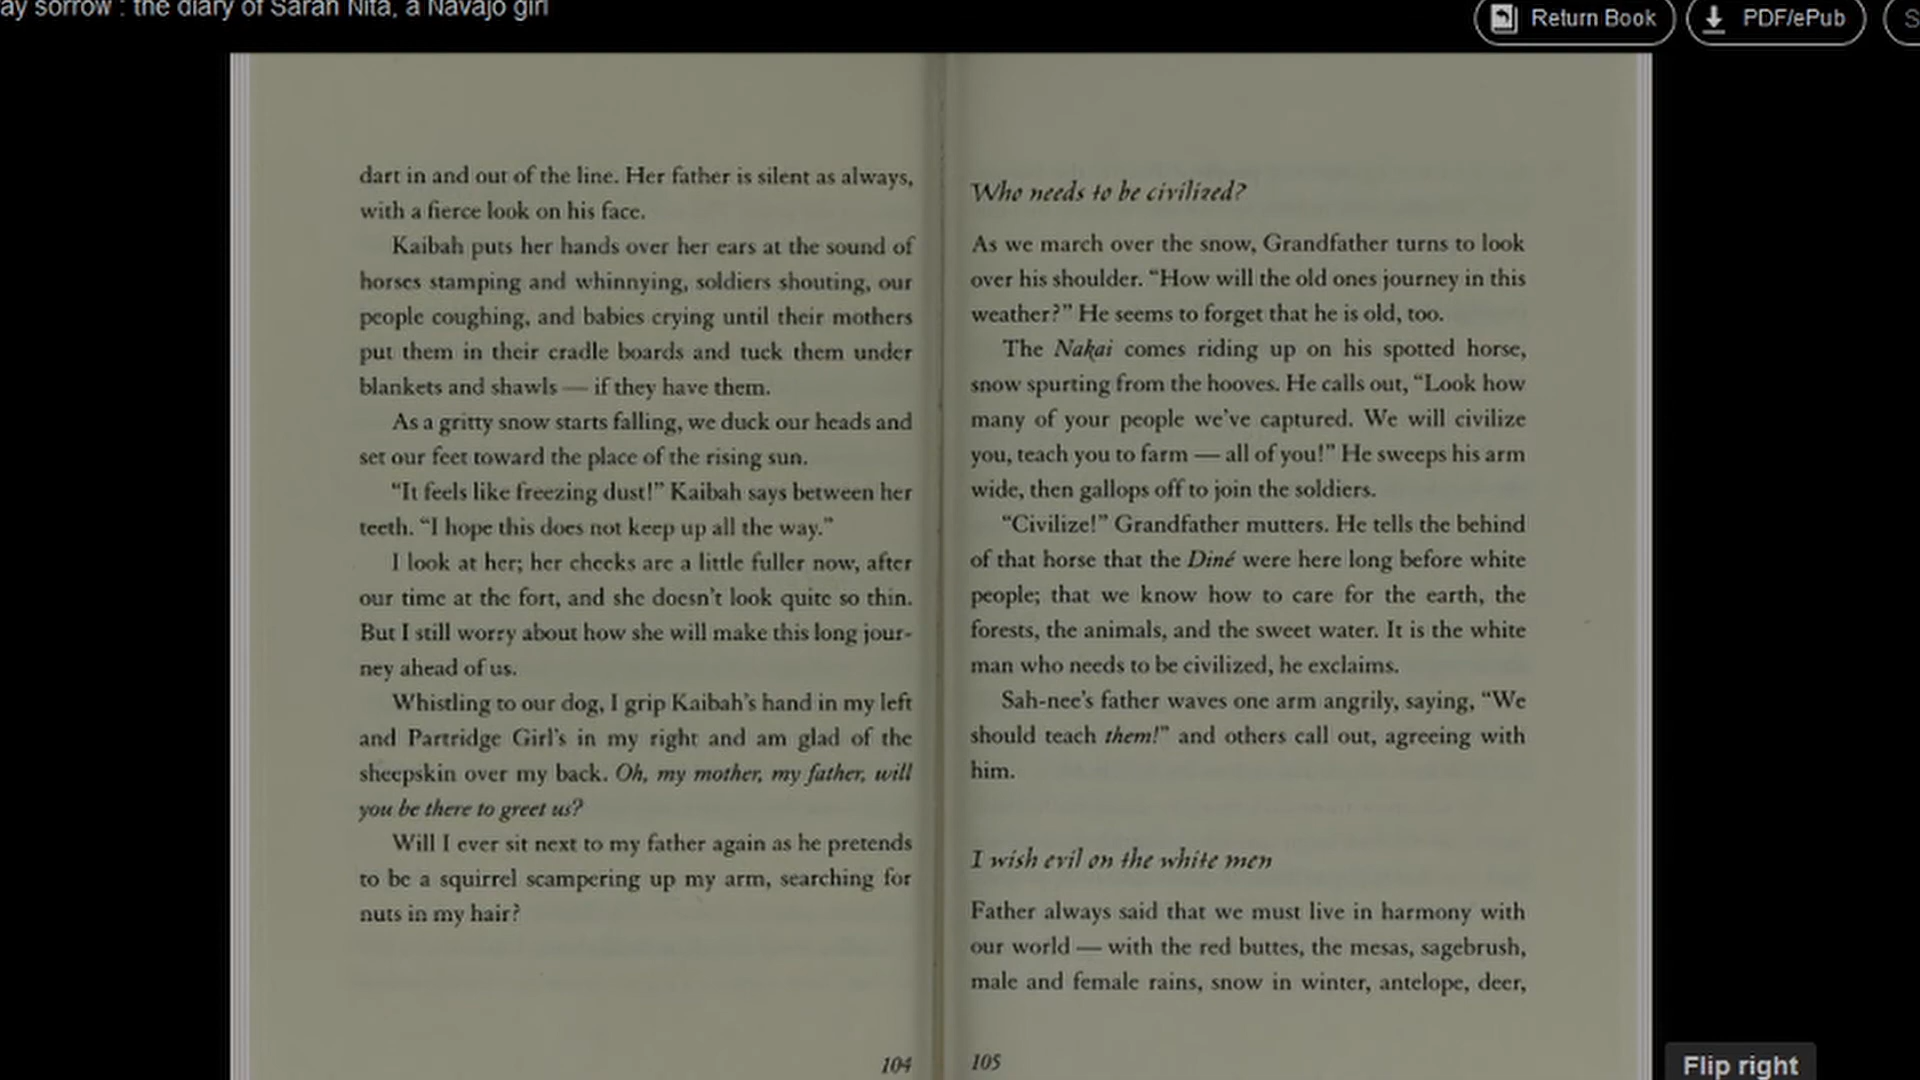 ay sorrow : the diary of Sarah Nita, a Navajo girl
Return Book
PDF/ePub
S
dart in and out of the line. Her father is silent as always,
with a fierce look on his face.
Kaibah puts her hands over her ears at the sound of
horses stamping and whinnying, soldiers shouting, our
people coughing, and babies crying until their mothers
put them in their cradle boards and tuck them under
blankets and shawls — if they have them.
As a gritty snow starts falling, we duck our heads and
set our feet toward the place of the rising sun.
“It feels like freezing dust!” Kaibah says between her
teeth. “I hope this does not keep up all the way.”
I look at her; her cheeks are a little fuller now, after
our time at the fort, and she doesn’t look quite so thin.
But I still worry about how she will make this long jour-
ney ahead of us.
Whistling to our dog, I grip Kaibah’s hand in my left
and Partridge Girl’s in my right and am glad of the
sheepskin over my back. Oh, my mother, my father, will
you be there to greet us?
Will I ever sit next to my father again as he pretends
to be a squirrel scampering up my arm, searching for
nuts in my hair?
104
Who needs to be civilized?
As we march over the snow, Grandfather turns to look
over his shoulder. “How will the old ones journey in this
weather?” He seems to forget that he is old, too.
The Nakai comes riding up on his spotted horse,
snow spurting from the hooves. He calls out, “Look how
many of your people we’ve captured. We will civilize
you, teach you to farm — all of you!” He sweeps his arm
wide, then gallops off to join the soldiers.
“Civilize!” Grandfather mutters. He tells the behind
of that horse that the Diné were here long before white
people; that we know how to care for the earth, the
forests, the animals, and the sweet water. It is the white
man who needs to be civilized, he exclaims.
Sah-nee’s father waves one arm angrily, saying, “We
should teach them!” and others call out, agreeing with
him.
I wish evil on the white men
Father always said that we must live in harmony with
our world — with the red buttes, the mesas, sagebrush,
male and female rains, snow in winter, antelope, deer,
105
Flip right